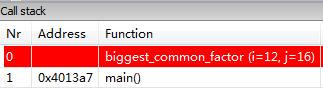 Call stack
Nr Address Function
0 biggest_common_factor (i=12, j=16)
1 0x4013a7 main()